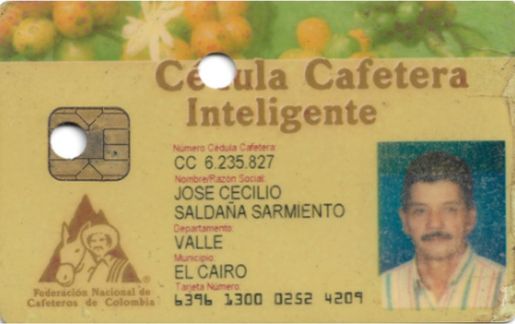 Cédula Cafetera
Inteligente
Número Cédula Cafetera:
CC 6.235.827
Nombre/Razón Social:
JOSE CECILIO
SALDAÑA SARMIENTO
Departamento:
VALLE
Municipio:
EL CAIRO
Tarjeta Número:
6396 1300 0252 4209
Federación Nacional de
Cafeteros de Colombia
®